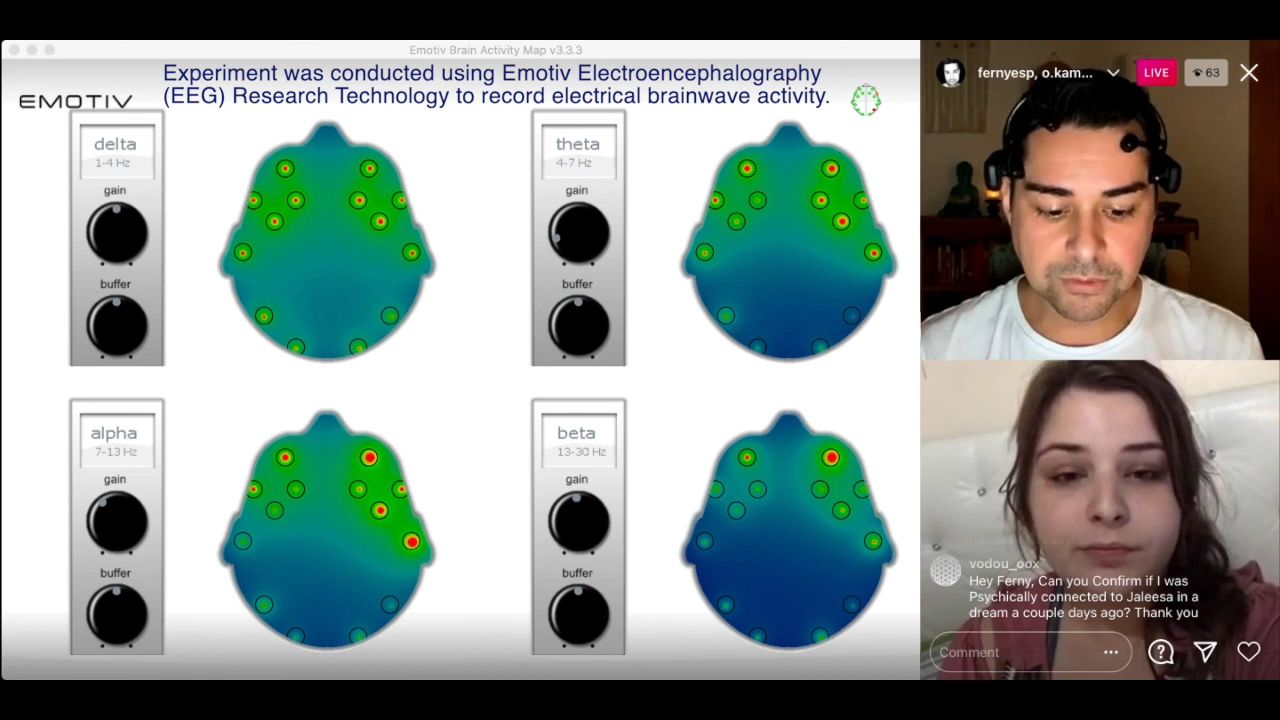 Emotiv Brain Activity Map v3.3.3
Experiment was conducted using Emotiv Electroencephalography
(EEG) Research Technology to record electrical brainwave activity.
EMOTIV
delta
1-4 Hz
gain
buffer
theta
4-7 Hz
gain
buffer
alpha
7-13 Hz
gain
buffer
beta
13-30 Hz
gain
buffer
fernyesp, o.kam...
LIVE
63
vodou_oox
Hey Ferny, Can you Confirm if I was
Psychically connected to Jaleesa in a
dream a couple days ago? Thank you
Comment